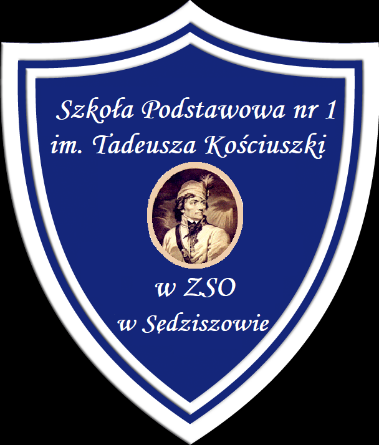 Szkoła Podstawowa nr 1
im. Tadeusza Kościuszki
w ZSO
w Sędziszowie